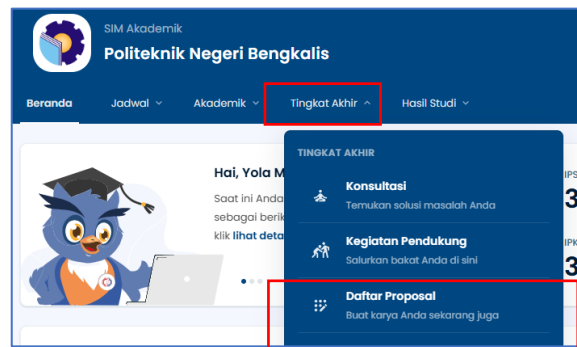 SIM Akademik
Politeknik Negeri Bengkalis
Beranda Jadwal Akademik Tingkat Akhir Hasil Studi
TINGKAT AKHIR
Hai, Yola M
Saat ini Anda
sebagai berik
klik lihat deta
Konsultasi
Temukan solusi masalah Anda
Kegiatan Pendukung
Salurkan bakat Anda di sini
Daftar Proposal
Buat karya Anda sekarang juga
IPS
3
IPK
3